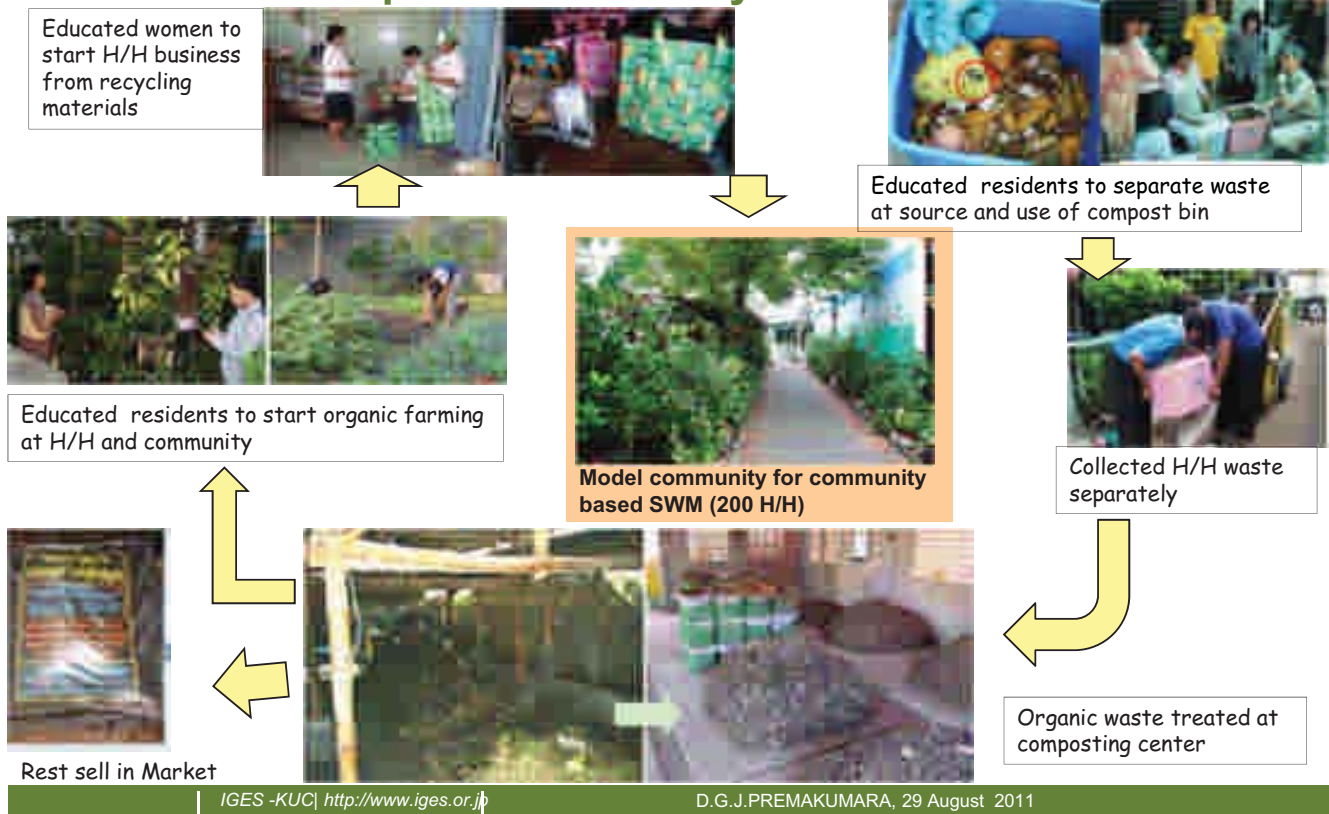 Educated women to
start H/H business
from recycling
materials
Educated residents to separate waste
at source and use of compost bin
Educated residents to start organic farming
at H/H and community
Model community for community
based SWM (200 H/H)
Collected H/H waste
separately
Organic waste treated at
composting center
Rest sell in Market
IGES -KUC| http://www.iges.or.jp
D.G.J.PREMAKUMARA, 29 August 2011